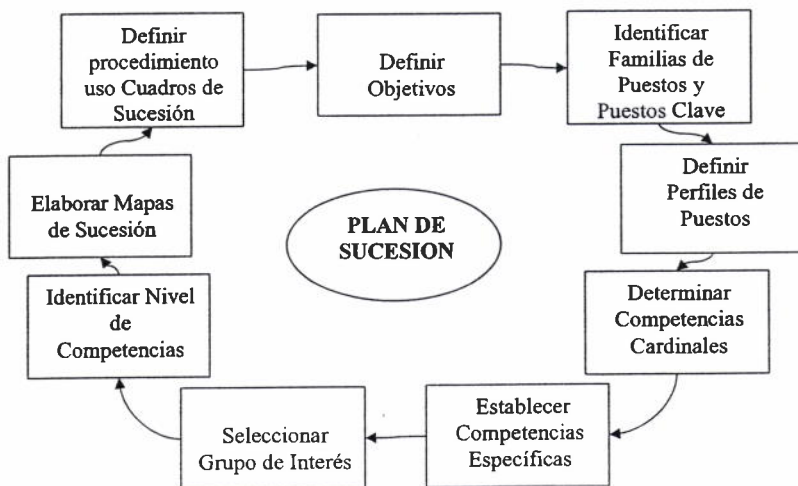 Definir
procedimiento
uso Cuadros de
Sucesión
Definir
Objetivos
Identificar
Familias de
Puestos y
Puestos Clave
Definir
Perfiles de
Puestos
Determinar
Competencias
Cardinales
Establecer
Competencias
Específicas
Seleccionar
Grupo de Interés
Identificar Nivel
de
Competencias
Elaborar Mapas
de Sucesión
PLAN DE
SUCESION